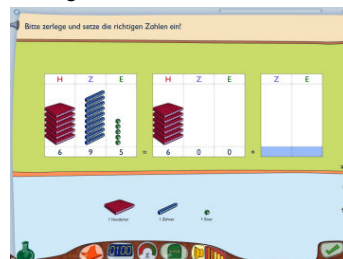 Bitte zerlege und setze die richtigen Zahlen ein!
H Z E H Z E Z E
6 9 5 = 6 0 0 +
1 Hunderter 1 Zehner 1 Einer
0100